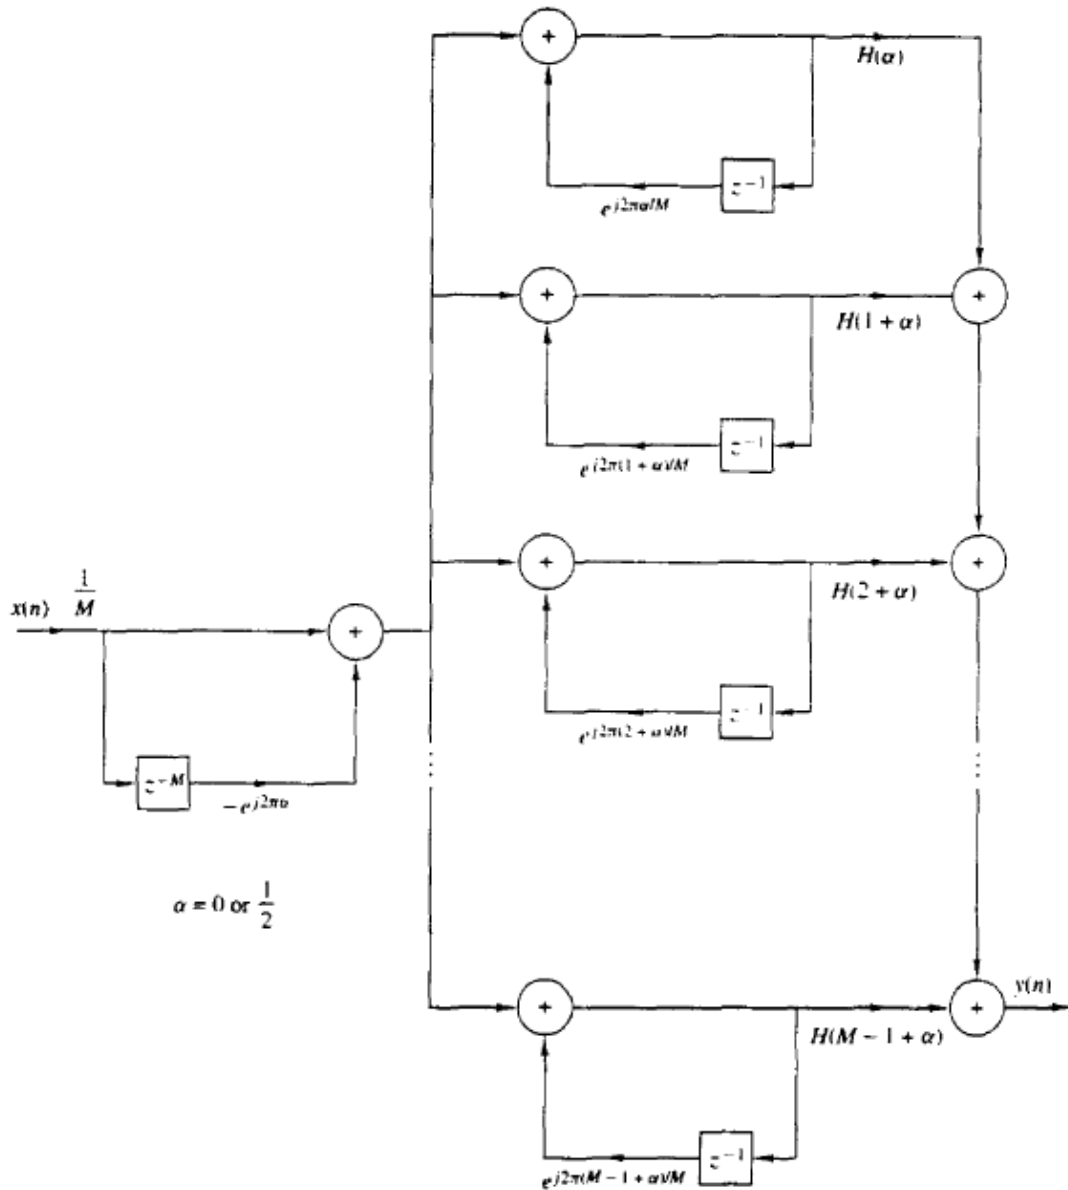 +
H(α)
z⁻¹
e^{j2πα/M}
+
+
H(1 + α)
z⁻¹
e^{j2π(1 + α)/M}
+
+
H(2 + α)
x(n)
1/M
+
z⁻¹
e^{j2π(2 + α)/M}
z⁻ᴹ
−e^{j2πα}
α = 0 or 1/2
+
+
y(n)
H(M − 1 + α)
z⁻¹
e^{j2π(M − 1 + α)/M}